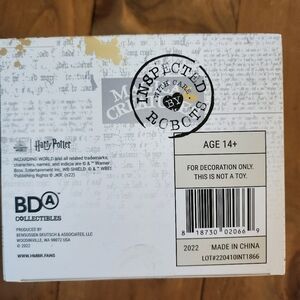 INSPECTED
WITH CARE
BY
ROBOTS
Harry Potter
WIZARDING WORLD and all related trademarks,
characters, names, and indicia are © & ™ Warner
Bros. Entertainment Inc. WB SHIELD: © & ™ WBEI.
Publishing Rights © JKR. (s22)
BDA
COLLECTIBLES
PRODUCED BY
BENSUSSEN DEUTSCH & ASSOCIATES, LLC
WOODINVILLE, WA 98072 USA
© 2022
WWW.HMBR.FANS
AGE 14+
FOR DECORATION ONLY.
THIS IS NOT A TOY.
8 18730 02066 9
2022 MADE IN CHINA
LOT#220410INT1866